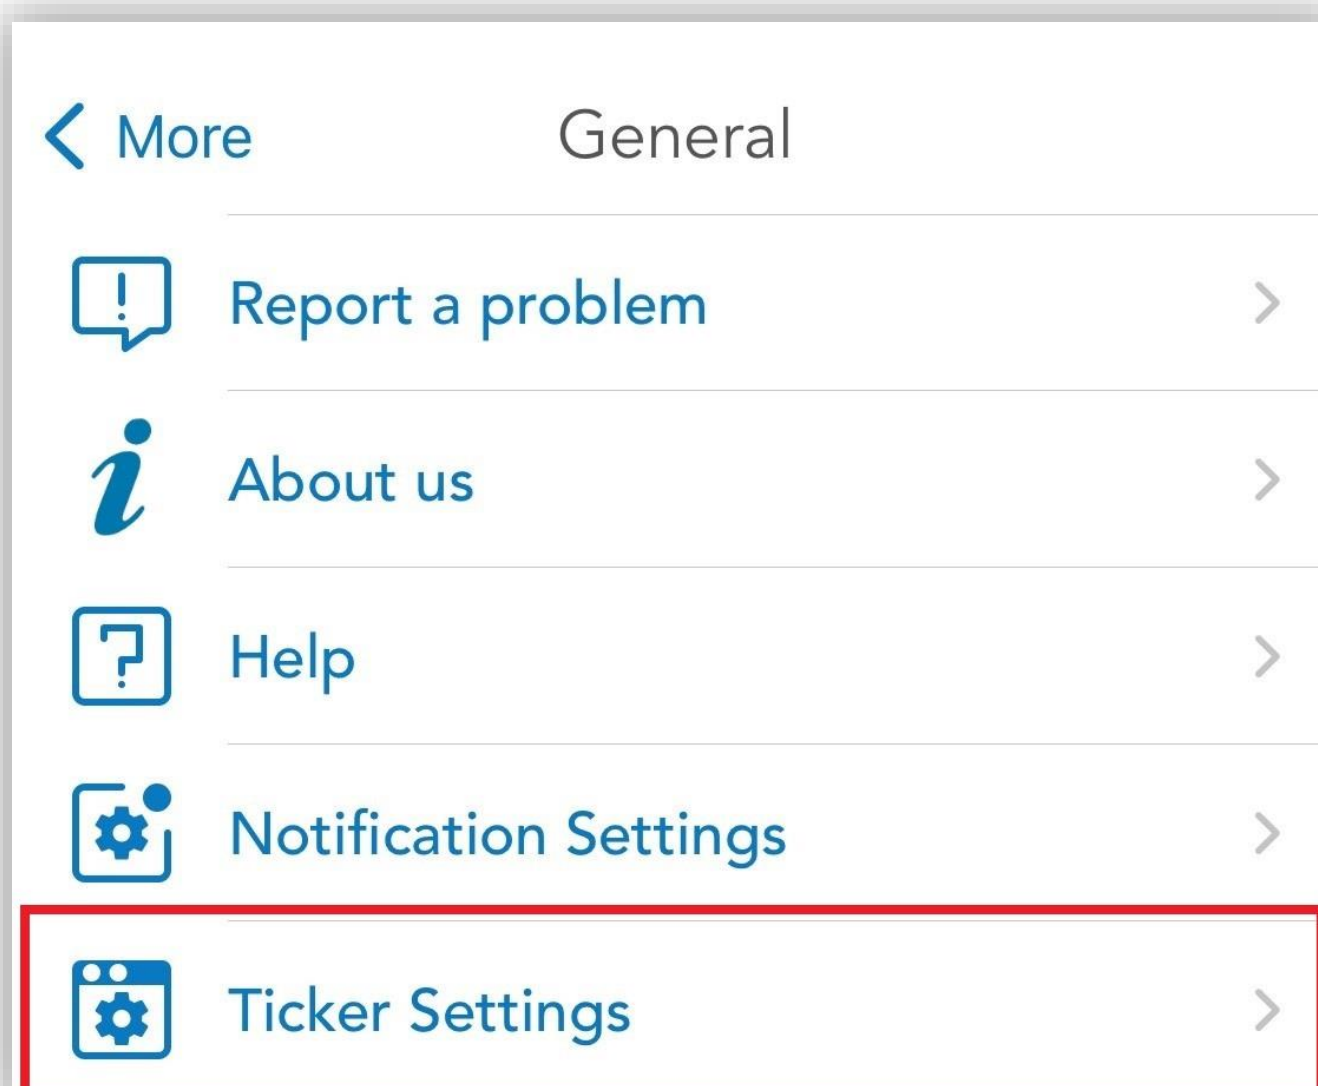 More
General
Report a problem
About us
Help
Notification Settings
Ticker Settings